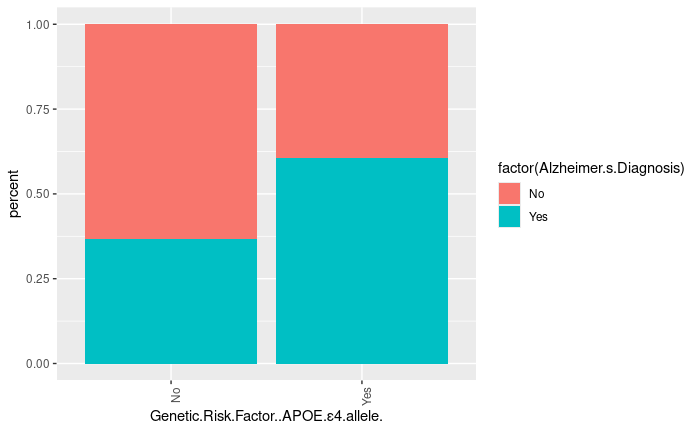 1.00
0.75
0.50
0.25
0.00
percent
No
Yes
Genetic.Risk.Factor..APOE.ε4.allele.
factor(Alzheimer.s.Diagnosis)
No
Yes